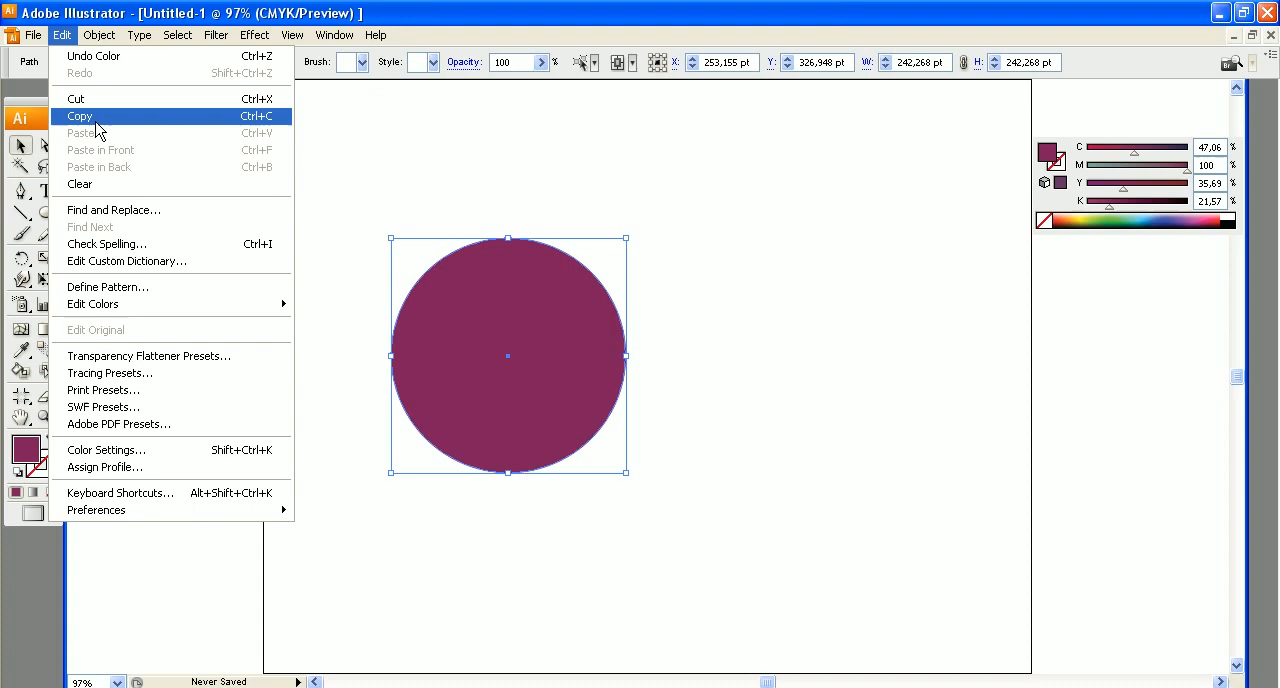 Adobe Illustrator - [Untitled-1 @ 97% (CMYK/Preview) ]
File Edit Object Type Select Filter Effect View Window Help
Path Brush: Style: Opacity: 100 % X: 253,155 pt Y: 326,948 pt W: 242,268 pt H: 242,268 pt
Undo Color Ctrl+Z
Redo Shift+Ctrl+Z
Cut Ctrl+X
Copy Ctrl+C
Paste Ctrl+V
Paste in Front Ctrl+F
Paste in Back Ctrl+B
Clear
Find and Replace...
Find Next
Check Spelling... Ctrl+I
Edit Custom Dictionary...
Define Pattern...
Edit Colors
Edit Original
Transparency Flattener Presets...
Tracing Presets...
Print Presets...
SWF Presets...
Adobe PDF Presets...
Color Settings... Shift+Ctrl+K
Assign Profile...
Keyboard Shortcuts... Alt+Shift+Ctrl+K
Preferences
Ai
T
C 47,06 %
M 100 %
Y 35,69 %
K 21,57 %
97% Never Saved